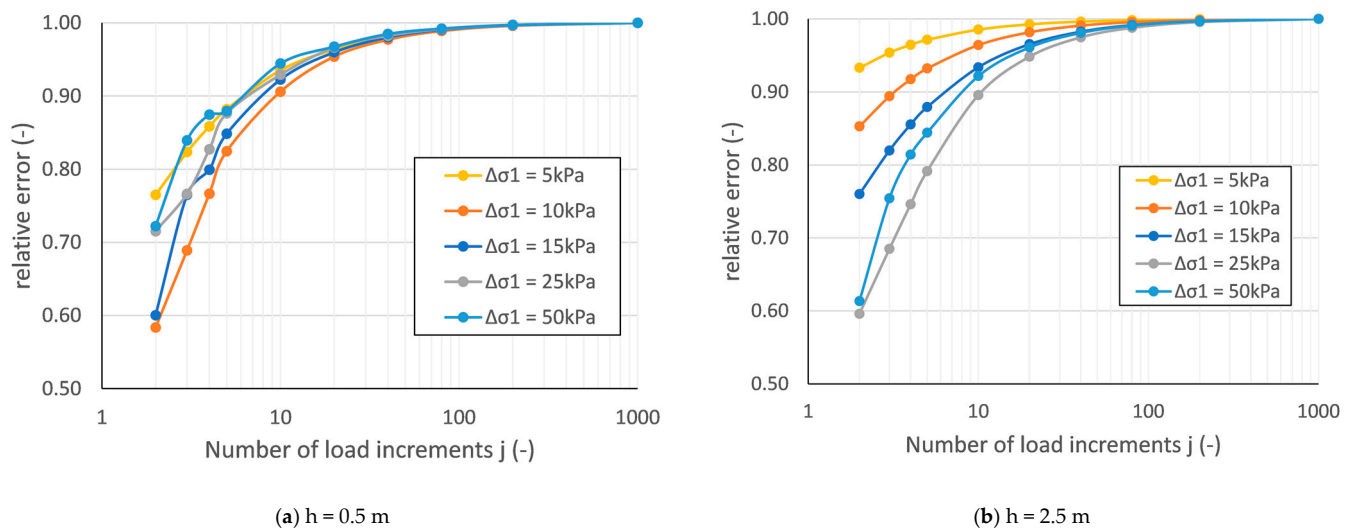 1.00
0.90
0.80
0.70
0.60
0.50
relative error (-)
1
10
100
1000
Number of load increments j (-)
Δσ1 = 5kPa
Δσ1 = 10kPa
Δσ1 = 15kPa
Δσ1 = 25kPa
Δσ1 = 50kPa
(a) h = 0.5 m
1.00
0.90
0.80
0.70
0.60
0.50
relative error (-)
1
10
100
1000
Number of load increments j (-)
Δσ1 = 5kPa
Δσ1 = 10kPa
Δσ1 = 15kPa
Δσ1 = 25kPa
Δσ1 = 50kPa
(b) h = 2.5 m